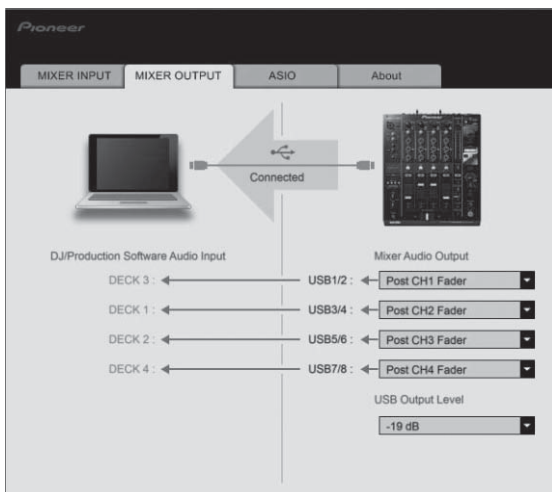 Pioneer
MIXER INPUT MIXER OUTPUT ASIO About
Connected
DJ/Production Software Audio Input Mixer Audio Output
DECK 3 : USB1/2 : Post CH1 Fader
DECK 1 : USB3/4 : Post CH2 Fader
DECK 2 : USB5/6 : Post CH3 Fader
DECK 4 : USB7/8 : Post CH4 Fader
USB Output Level
-19 dB